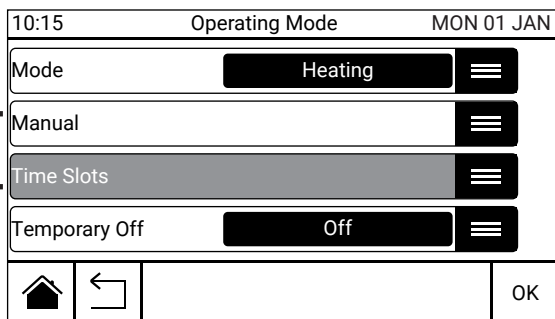 10:15 Operating Mode MON 01 JAN
Mode Heating
Manual
Time Slots
Temporary Off Off
OK